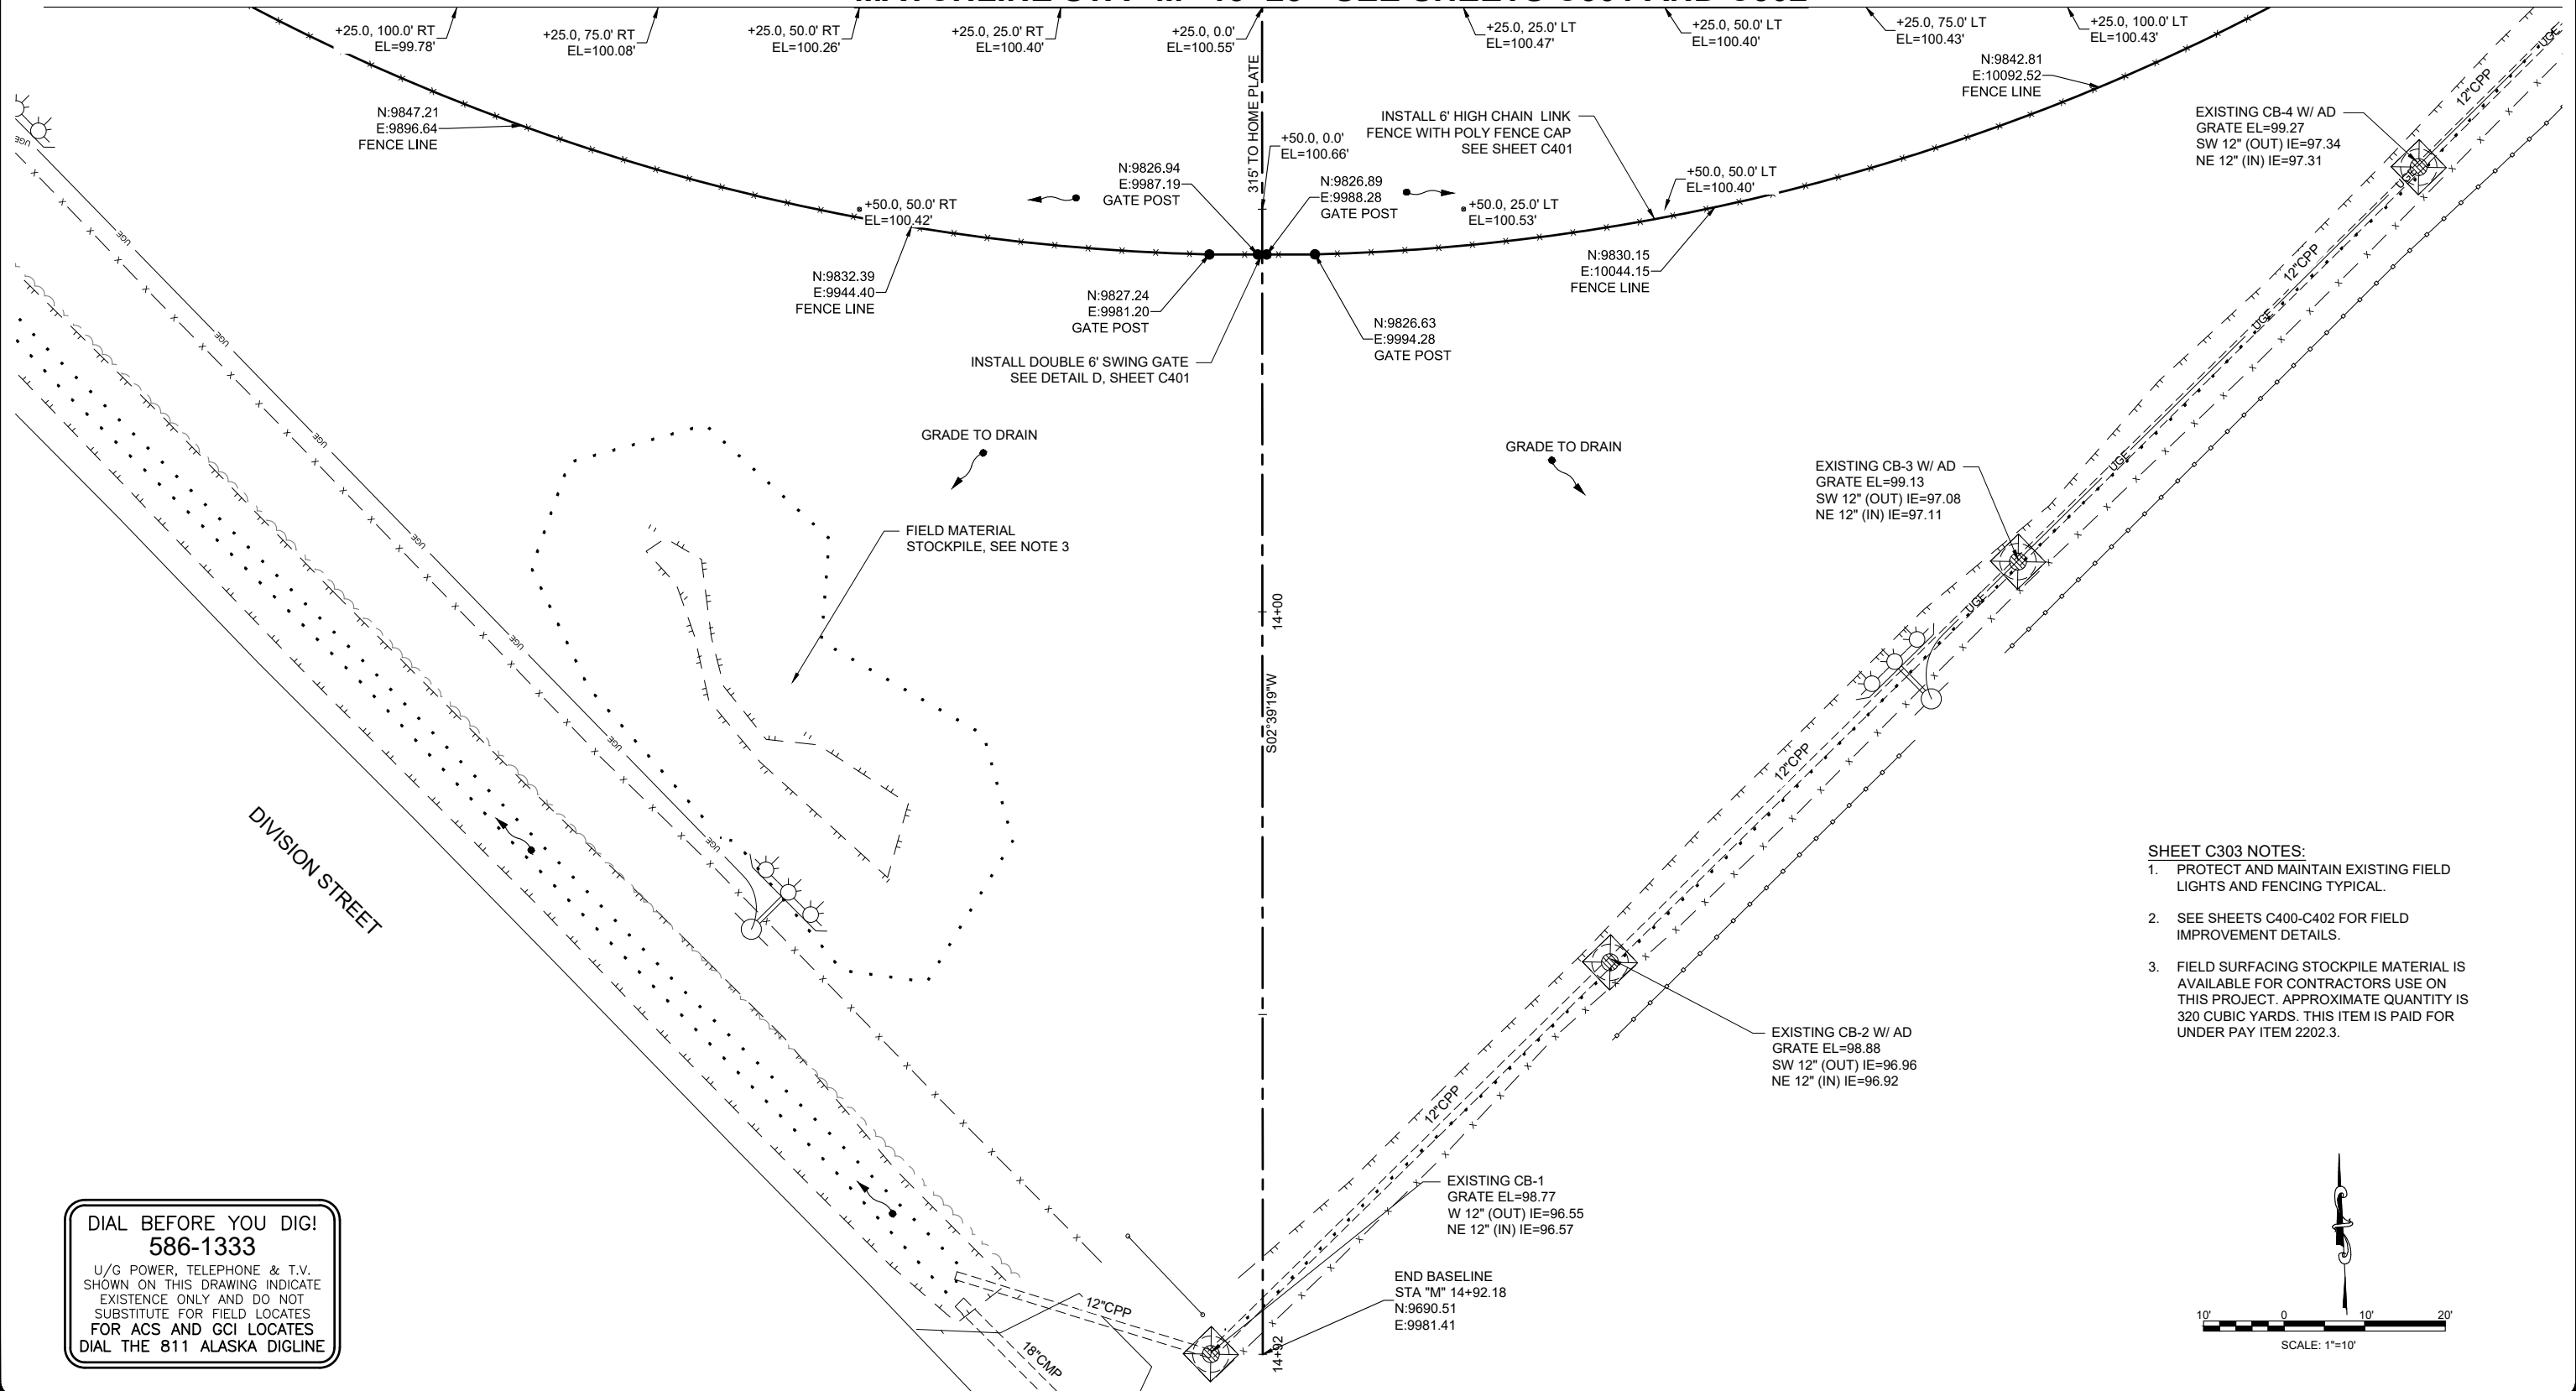 +25.0, 100.0' RT
EL=99.78'
+25.0, 75.0' RT
EL=100.08'
+25.0, 50.0' RT
EL=100.26'
+25.0, 25.0' RT
EL=100.40'
+25.0, 0.0'
EL=100.55'
+25.0, 25.0' LT
EL=100.47'
+25.0, 50.0' LT
EL=100.40'
+25.0, 75.0' LT
EL=100.43'
+25.0, 100.0' LT
EL=100.43'
UGE
315' TO HOME PLATE
N:9842.81
E:10092.52
FENCE LINE
12"CPP
N:9847.21
E:9896.64
FENCE LINE
INSTALL 6' HIGH CHAIN LINK
FENCE WITH POLY FENCE CAP
SEE SHEET C401
EXISTING CB-4 W/ AD
GRATE EL=99.27
SW 12" (OUT) IE=97.34
NE 12" (IN) IE=97.31
UGE
+50.0, 0.0'
EL=100.66'
N:9826.94
E:9987.19
GATE POST
N:9826.89
E:9988.28
GATE POST
+50.0, 50.0' LT
EL=100.40'
UGE
+50.0, 50.0' RT
EL=100.42'
+50.0, 25.0' LT
EL=100.53'
UGE
12"CPP
N:9832.39
E:9944.40
FENCE LINE
N:9830.15
E:10044.15
FENCE LINE
N:9827.24
E:9981.20
GATE POST
N:9826.63
E:9994.28
GATE POST
UGE
UGE
INSTALL DOUBLE 6' SWING GATE
SEE DETAIL D, SHEET C401
UGE
GRADE TO DRAIN
GRADE TO DRAIN
UGE
EXISTING CB-3 W/ AD
GRATE EL=99.13
SW 12" (OUT) IE=97.08
NE 12" (IN) IE=97.11
UGE
FIELD MATERIAL
STOCKPILE, SEE NOTE 3
14+00
UGE
UGE
S02°39'19"W
UGE
12"CPP
UGE
DIVISION STREET
SHEET C303 NOTES:
1. PROTECT AND MAINTAIN EXISTING FIELD
LIGHTS AND FENCING TYPICAL.
2. SEE SHEETS C400-C402 FOR FIELD
IMPROVEMENT DETAILS.
3. FIELD SURFACING STOCKPILE MATERIAL IS
AVAILABLE FOR CONTRACTORS USE ON
THIS PROJECT. APPROXIMATE QUANTITY IS
320 CUBIC YARDS. THIS ITEM IS PAID FOR
UNDER PAY ITEM 2202.3.
EXISTING CB-2 W/ AD
GRATE EL=98.88
SW 12" (OUT) IE=96.96
NE 12" (IN) IE=96.92
12"CPP
EXISTING CB-1
GRATE EL=98.77
W 12" (OUT) IE=96.55
NE 12" (IN) IE=96.57
END BASELINE
STA "M" 14+92.18
N:9690.51
E:9981.41
12"CPP
18"CMP
14+92
DIAL BEFORE YOU DIG!
586-1333
U/G POWER, TELEPHONE & T.V.
SHOWN ON THIS DRAWING INDICATE
EXISTENCE ONLY AND DO NOT
SUBSTITUTE FOR FIELD LOCATES
FOR ACS AND GCI LOCATES
DIAL THE 811 ALASKA DIGLINE
10' 0 10' 20'
SCALE: 1"=10'